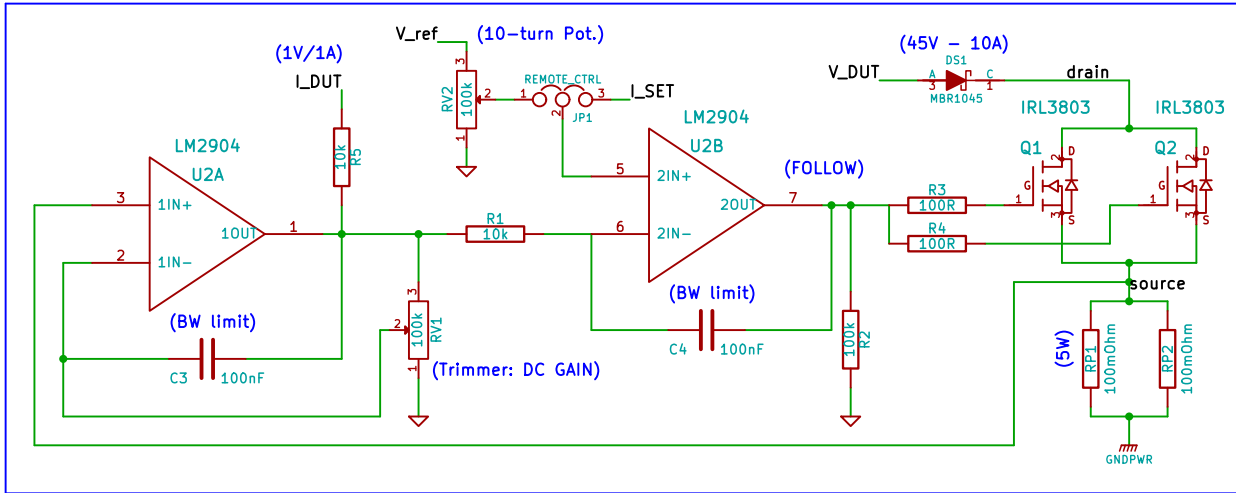 V_ref
(10-turn Pot.)
(1V/1A)
I_DUT
(45V - 10A)
DS1
V_DUT
A
C
3
1
MBR1045
drain
REMOTE_CTRL
1
3
2
JP1
I_SET
3
2
1
RV2
100k
IRL3803
IRL3803
LM2904
U2A
R5
10k
LM2904
U2B
Q1
Q2
D
G
S
2
1
3
D
G
S
2
1
3
(FOLLOW)
3
1IN+
2
1IN-
1OUT
1
R1
10k
5
2IN+
6
2IN-
2OUT
7
R3
100R
R4
100R
source
(BW limit)
C3
100nF
3
2
1
RV1
100k
(Trimmer: DC GAIN)
(BW limit)
C4
100nF
R2
100k
(5W)
RP1
100mOhm
RP2
100mOhm
GNDPWR